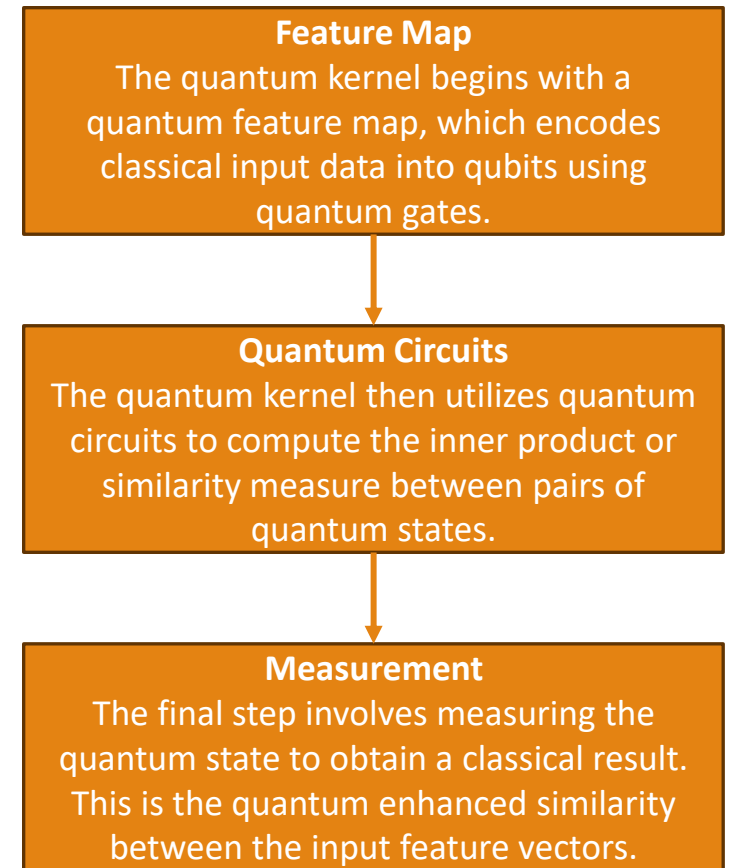 Feature Map
The quantum kernel begins with a
quantum feature map, which encodes
classical input data into qubits using
quantum gates.
Quantum Circuits
The quantum kernel then utilizes quantum
circuits to compute the inner product or
similarity measure between pairs of
quantum states.
Measurement
The final step involves measuring the
quantum state to obtain a classical result.
This is the quantum enhanced similarity
between the input feature vectors.